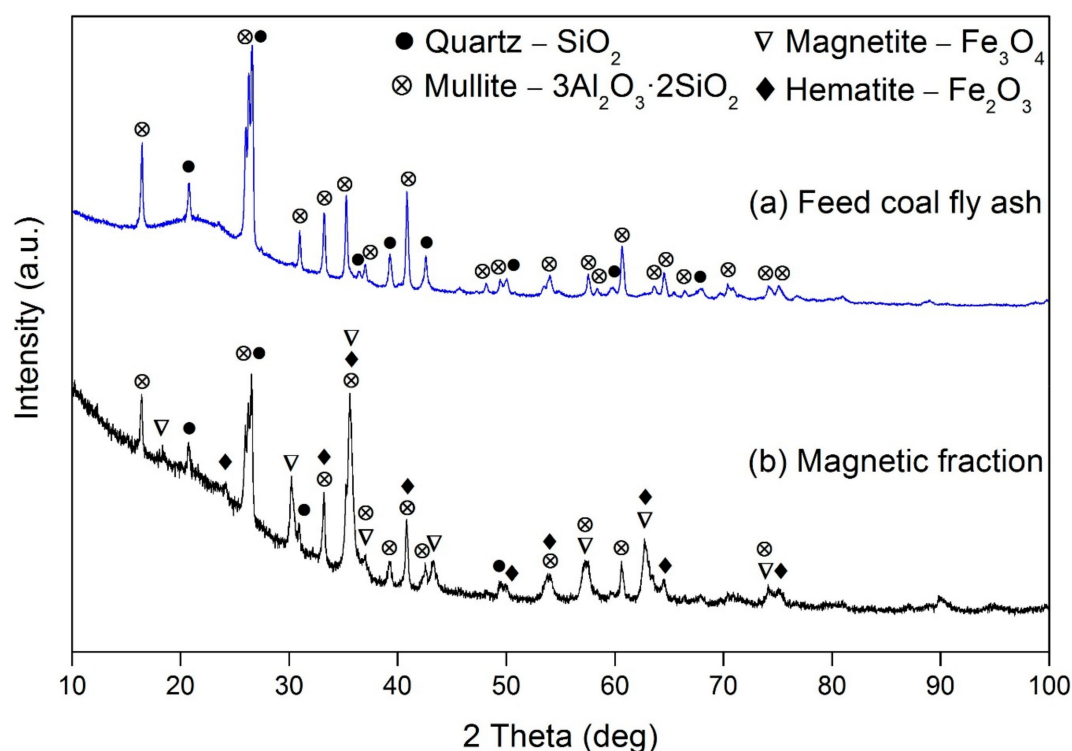 Quartz – SiO₂
Mullite – 3Al₂O₃·2SiO₂
Magnetite – Fe₃O₄
Hematite – Fe₂O₃
(a) Feed coal fly ash
(b) Magnetic fraction
Intensity (a.u.)
10 20 30 40 50 60 70 80 90 100
2 Theta (deg)